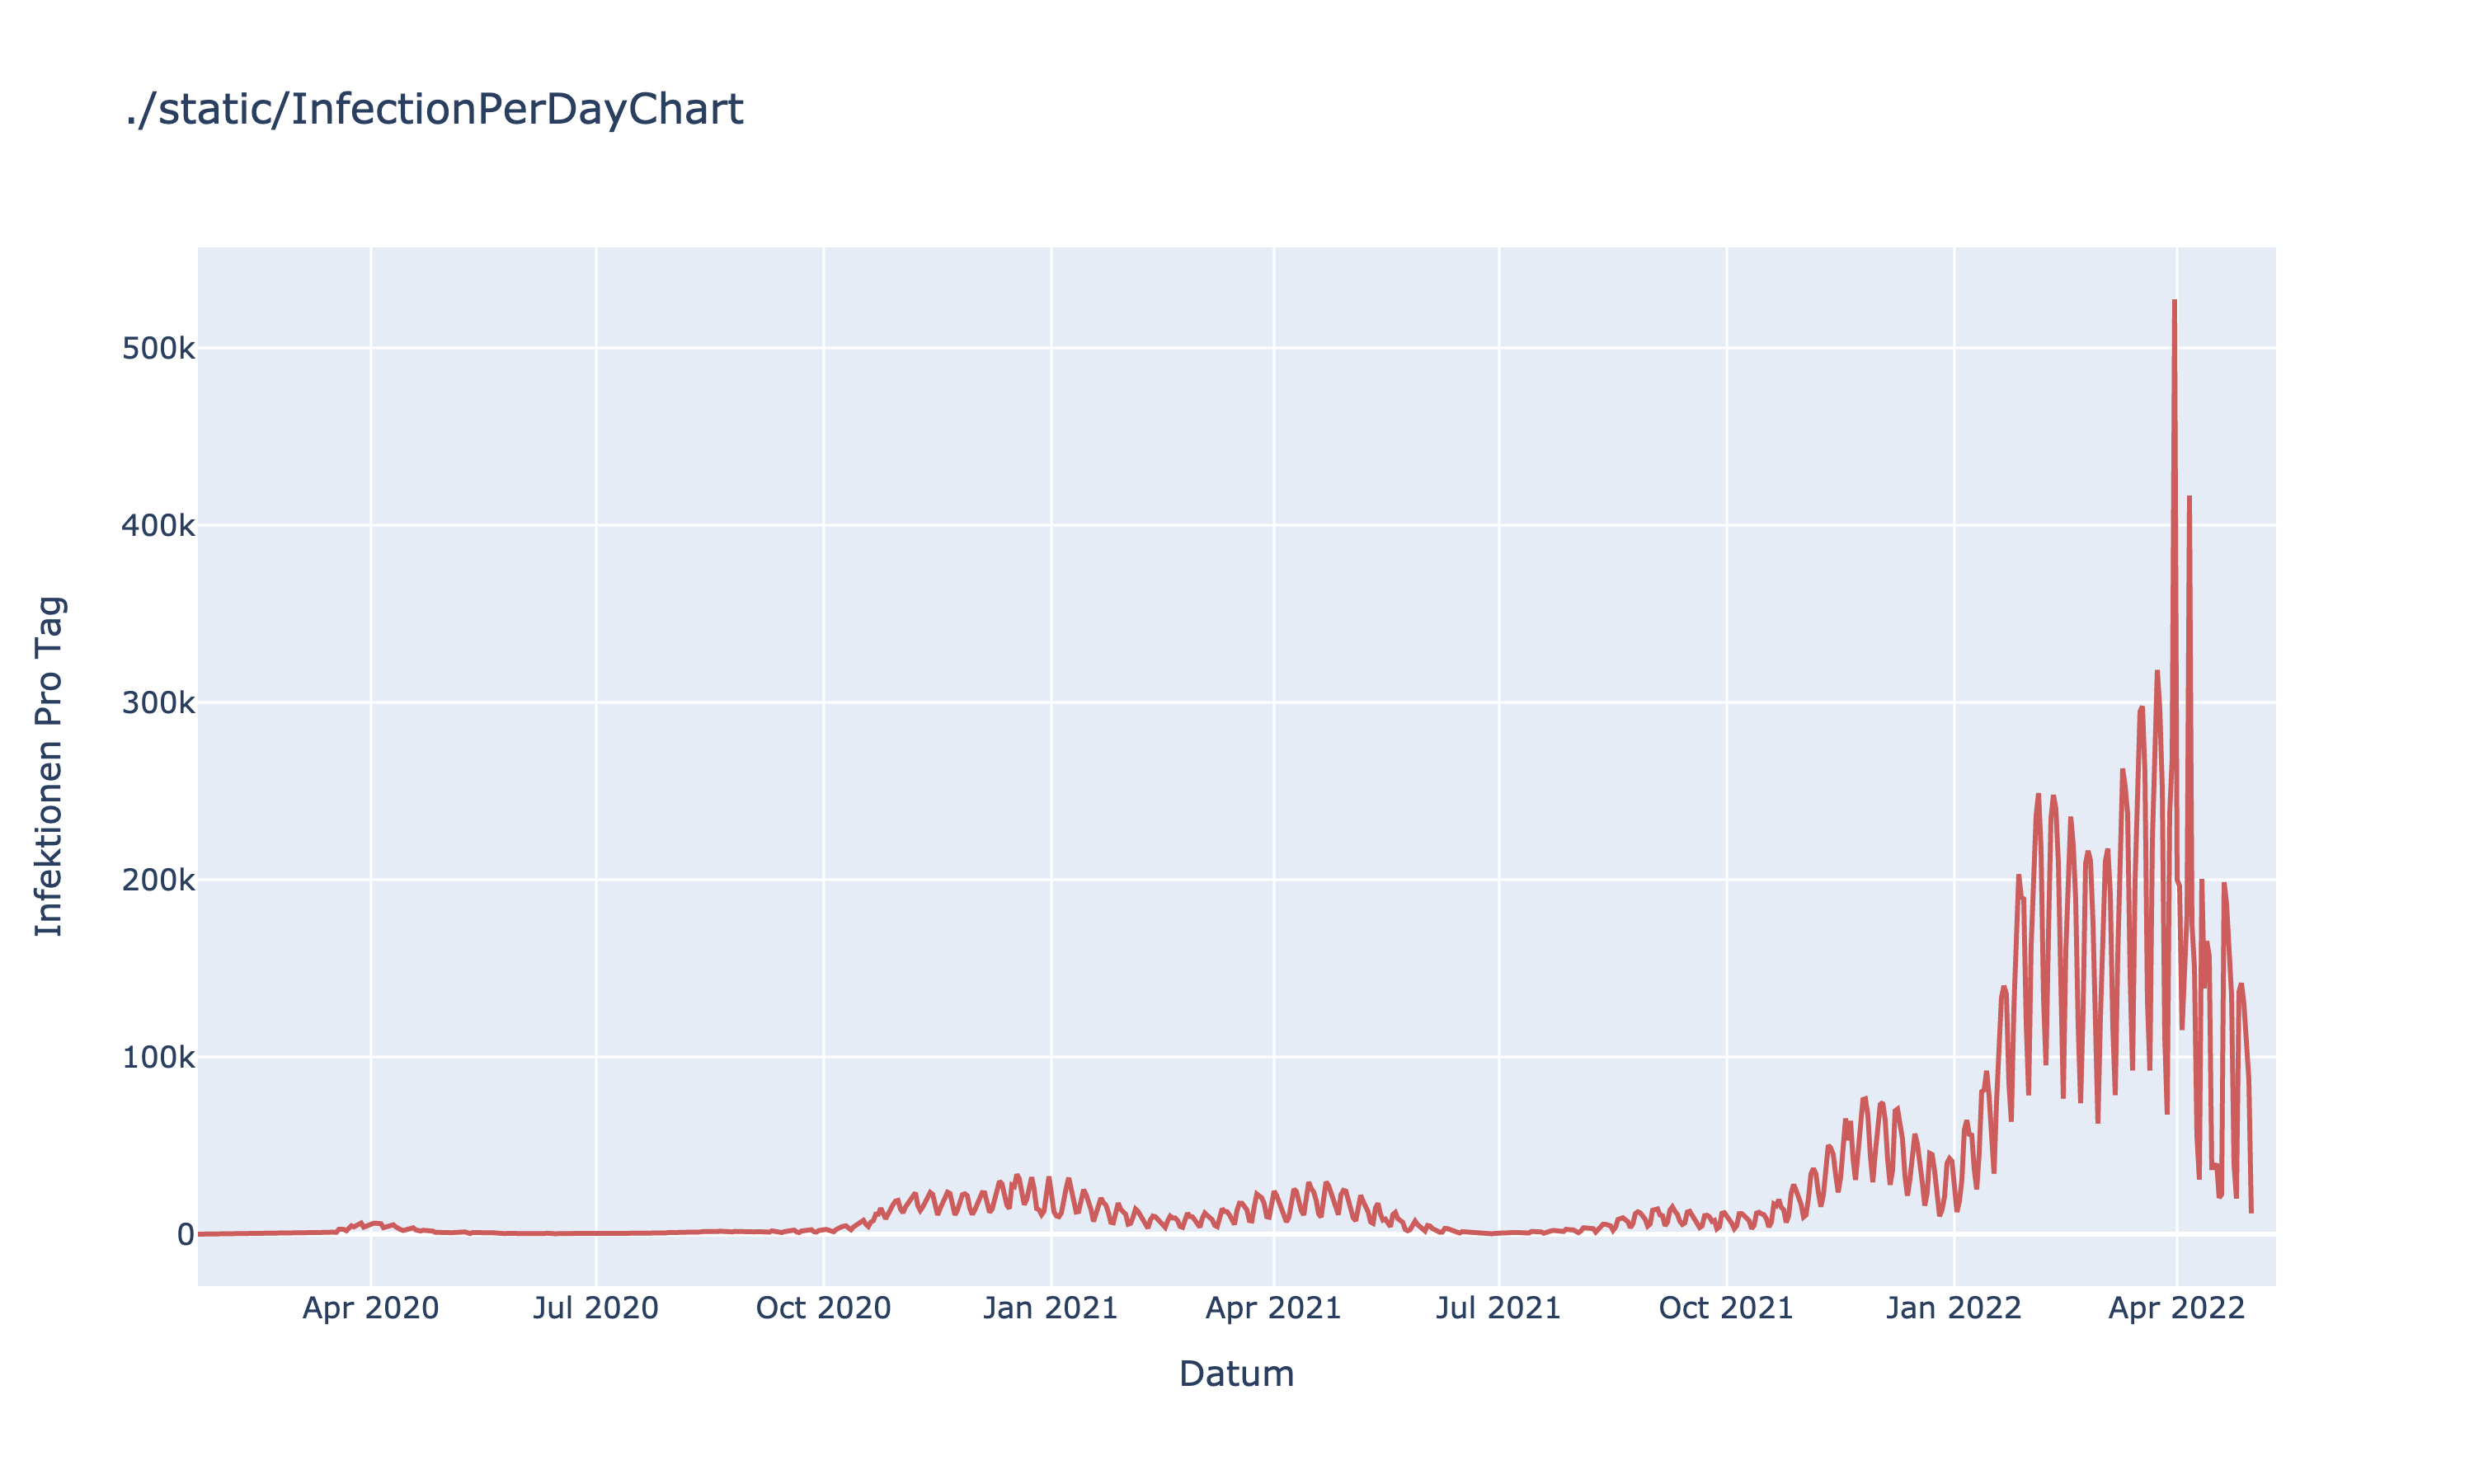 ./static/InfectionPerDayChart
Infektionen Pro Tag
500k
400k
300k
200k
100k
0
Apr 2020 Jul 2020 Oct 2020 Jan 2021 Apr 2021 Jul 2021 Oct 2021 Jan 2022 Apr 2022
Datum